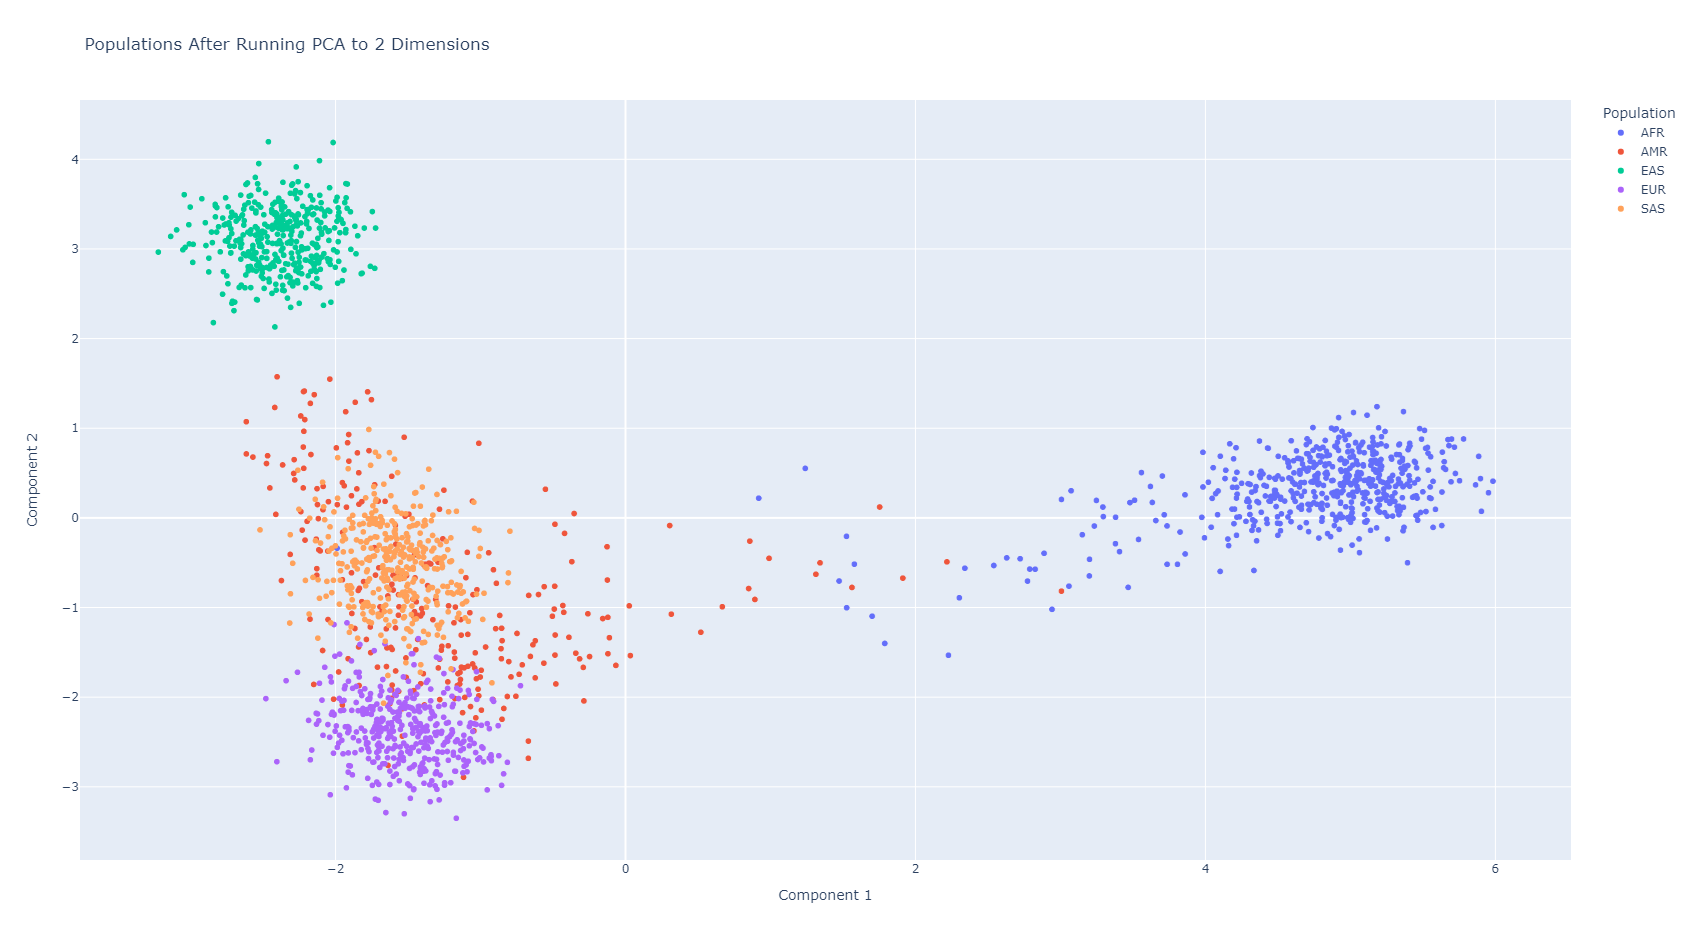 Populations After Running PCA to 2 Dimensions
Population
AFR
AMR
EAS
EUR
SAS
4
3
2
1
0
−1
−2
−3
Component 2
−2
0
2
4
6
Component 1